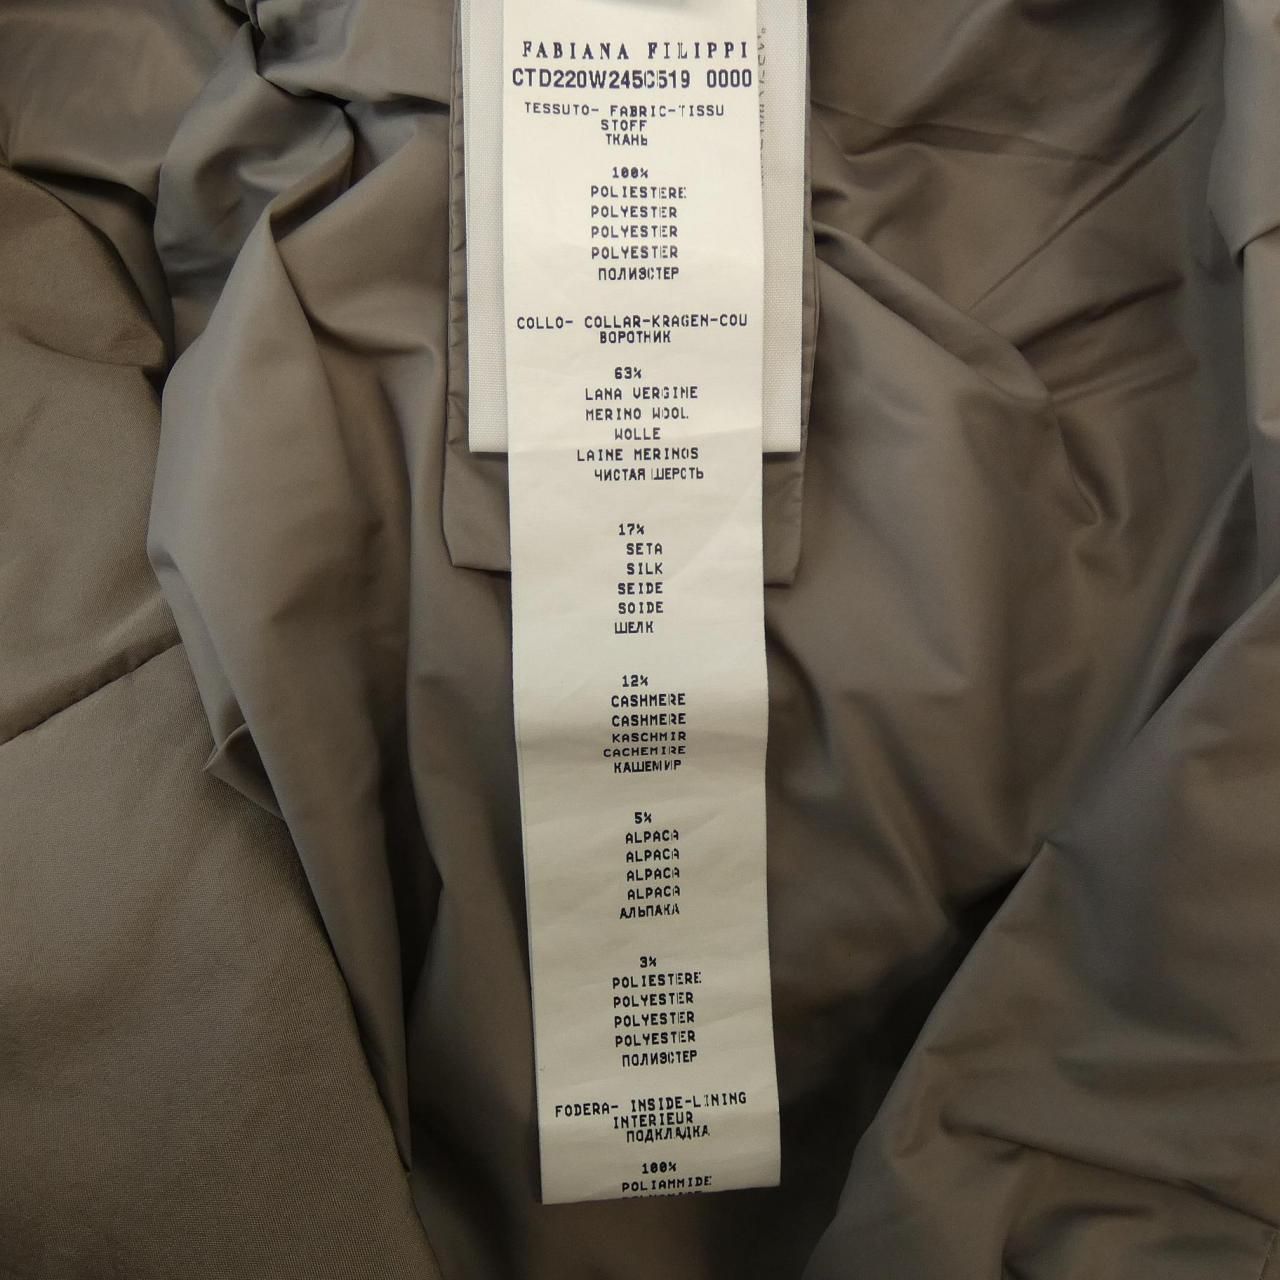 FABIANA FILIPPI
CTD220W245C519 0000
TESSUTO- FABRIC-TISSU
STOFF
ТКАНЬ
100%
POLIESTERE
POLYESTER
POLYESTER
POLYESTER
ПОЛИЭСТЕР
COLLO- COLLAR-KRAGEN-COU
ВОРОТНИК
63%
LANA VERGINE
MERINO WOOL
WOLLE
LAINE MERINOS
ЧИСТАЯ ШЕРСТЬ
17%
SETA
SILK
SEIDE
SOIDE
ШЕЛК
12%
CASHMERE
CASHMERE
KASCHMIR
CACHEMIRE
КАШЕМИР
5%
ALPACA
ALPACA
ALPACA
ALPACA
АЛЬПАКА
3%
POLIESTERE
POLYESTER
POLYESTER
POLYESTER
ПОЛИЭСТЕР
FODERA- INSIDE-LINING
INTERIEUR
ПОДКЛАДКА
100%
POLIAMMIDE